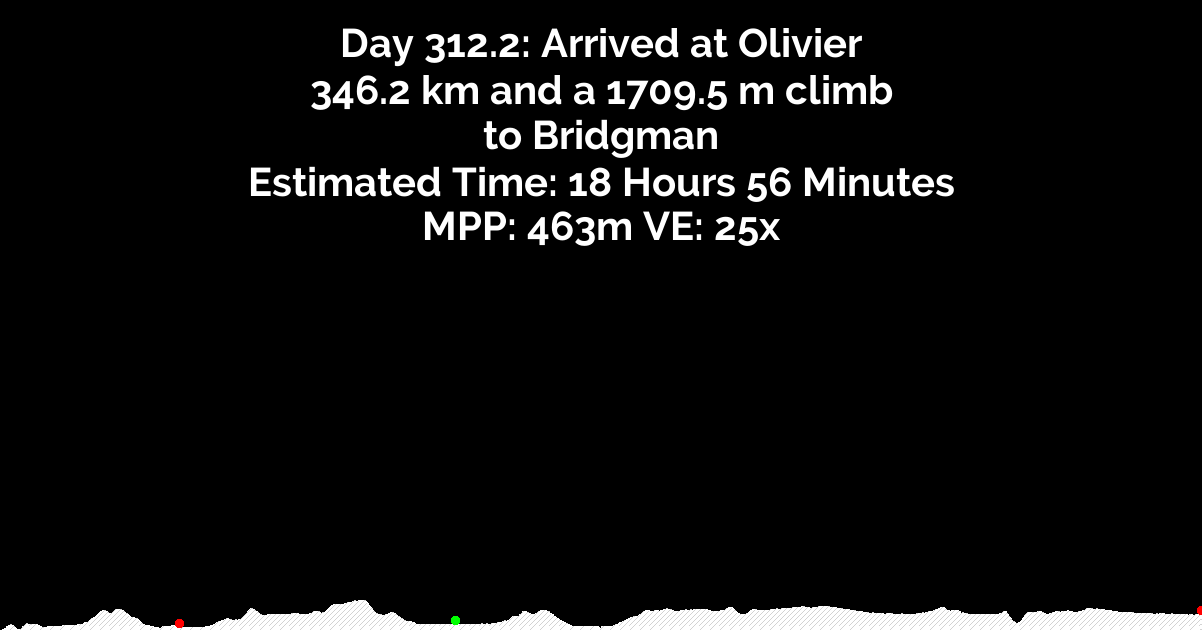 Day 312.2: Arrived at Olivier
346.2 km and a 1709.5 m climb
to Bridgman
Estimated Time: 18 Hours 56 Minutes
MPP: 463m VE: 25x